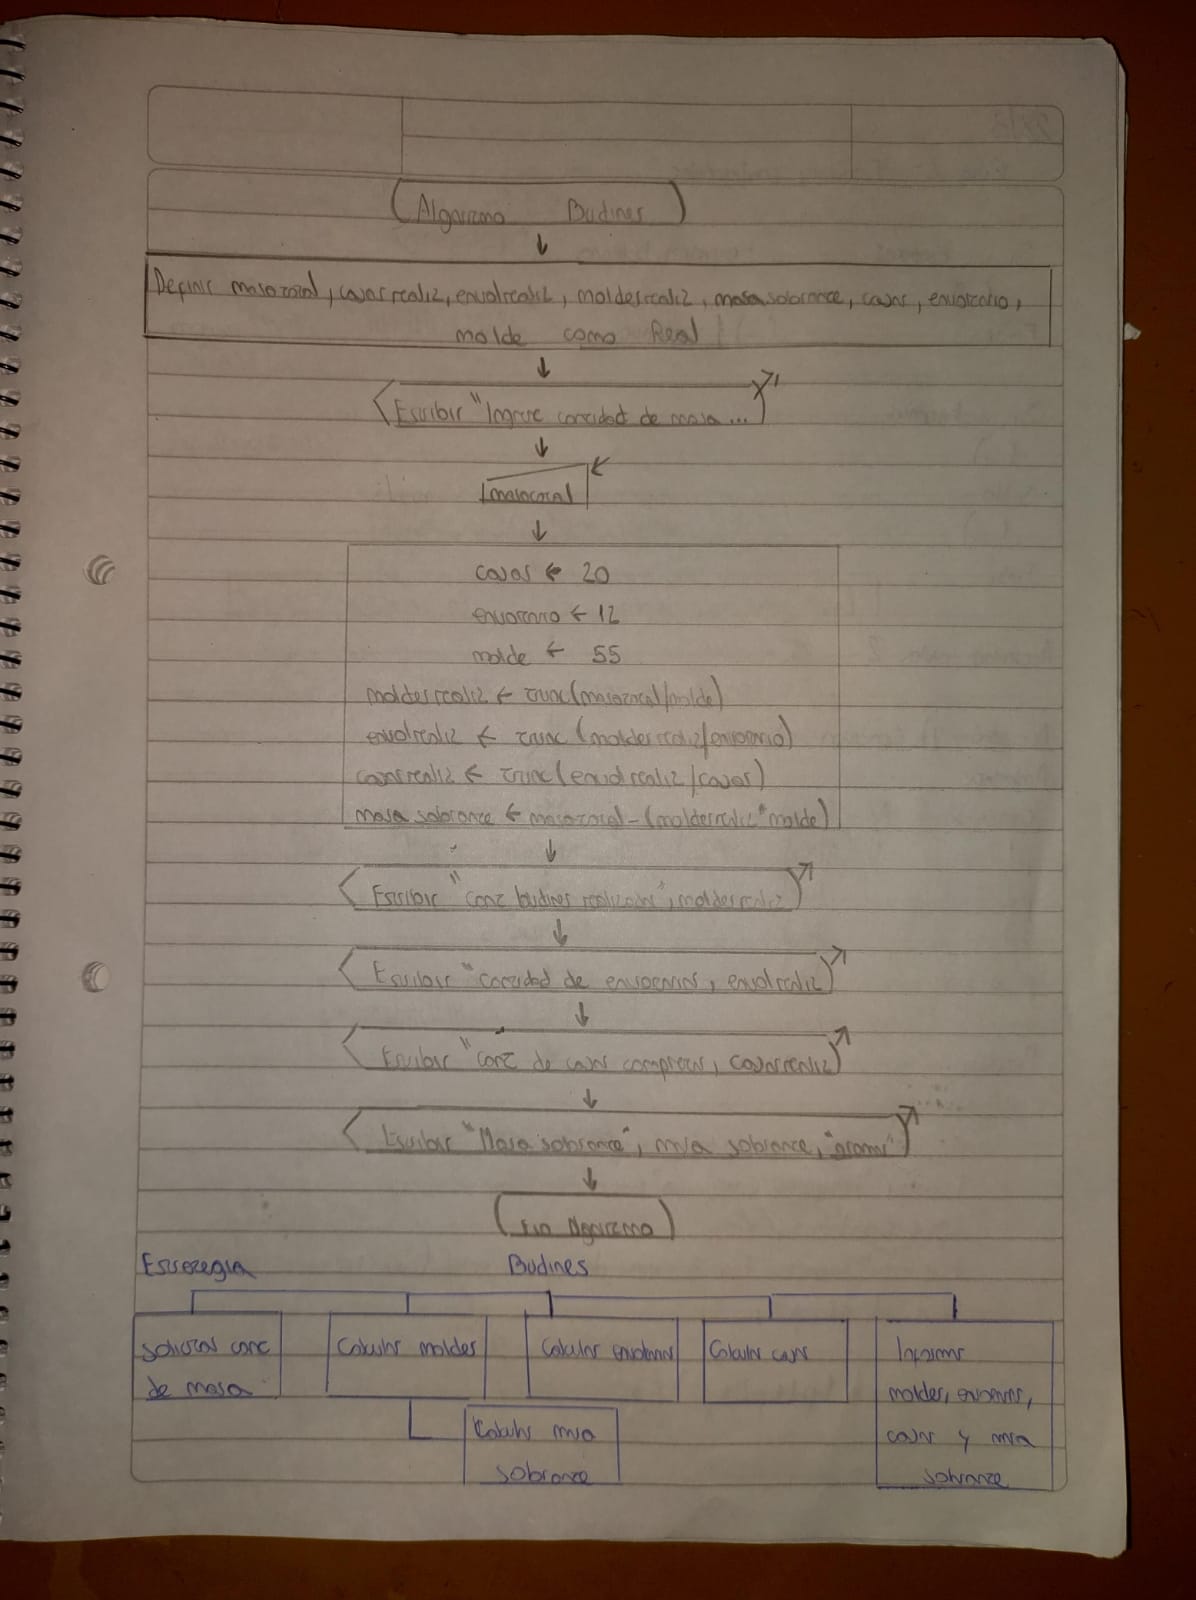 Algoritmo Budines
Definir masatotal, cajasrealiz, envolrealiz, moldesrealiz, masasobrante, cajas, envoltorio,
molde como Real
Escribir "Ingrese cantidad de masa...
masatotal
cajas ← 20
envoltorio ← 12
molde ← 55
moldesrealiz ← trunc(masatotal/molde)
envolrealiz ← trunc(moldesrealiz/envoltorio)
cajasrealiz ← trunc(envolrealiz/cajas)
masa sobrante ← masatotal-(moldesrealiz*molde)
Escribir "Cant budines realizados", moldesrealiz
Escribir "Cantidad de envoltorios, envolrealiz
Escribir "Cant de cajas completas, cajasrealiz
Escribir "Masa sobrante", masa sobrante, "gramos"
Fin Algoritmo
Estrategia Budines
Solicitar cant
de masa
Calcular moldes
Calcular envoltorios
Calcular cajas
Informar
moldes, envoltorios,
cajas y masa
sobrante
Calcular masa
sobrante